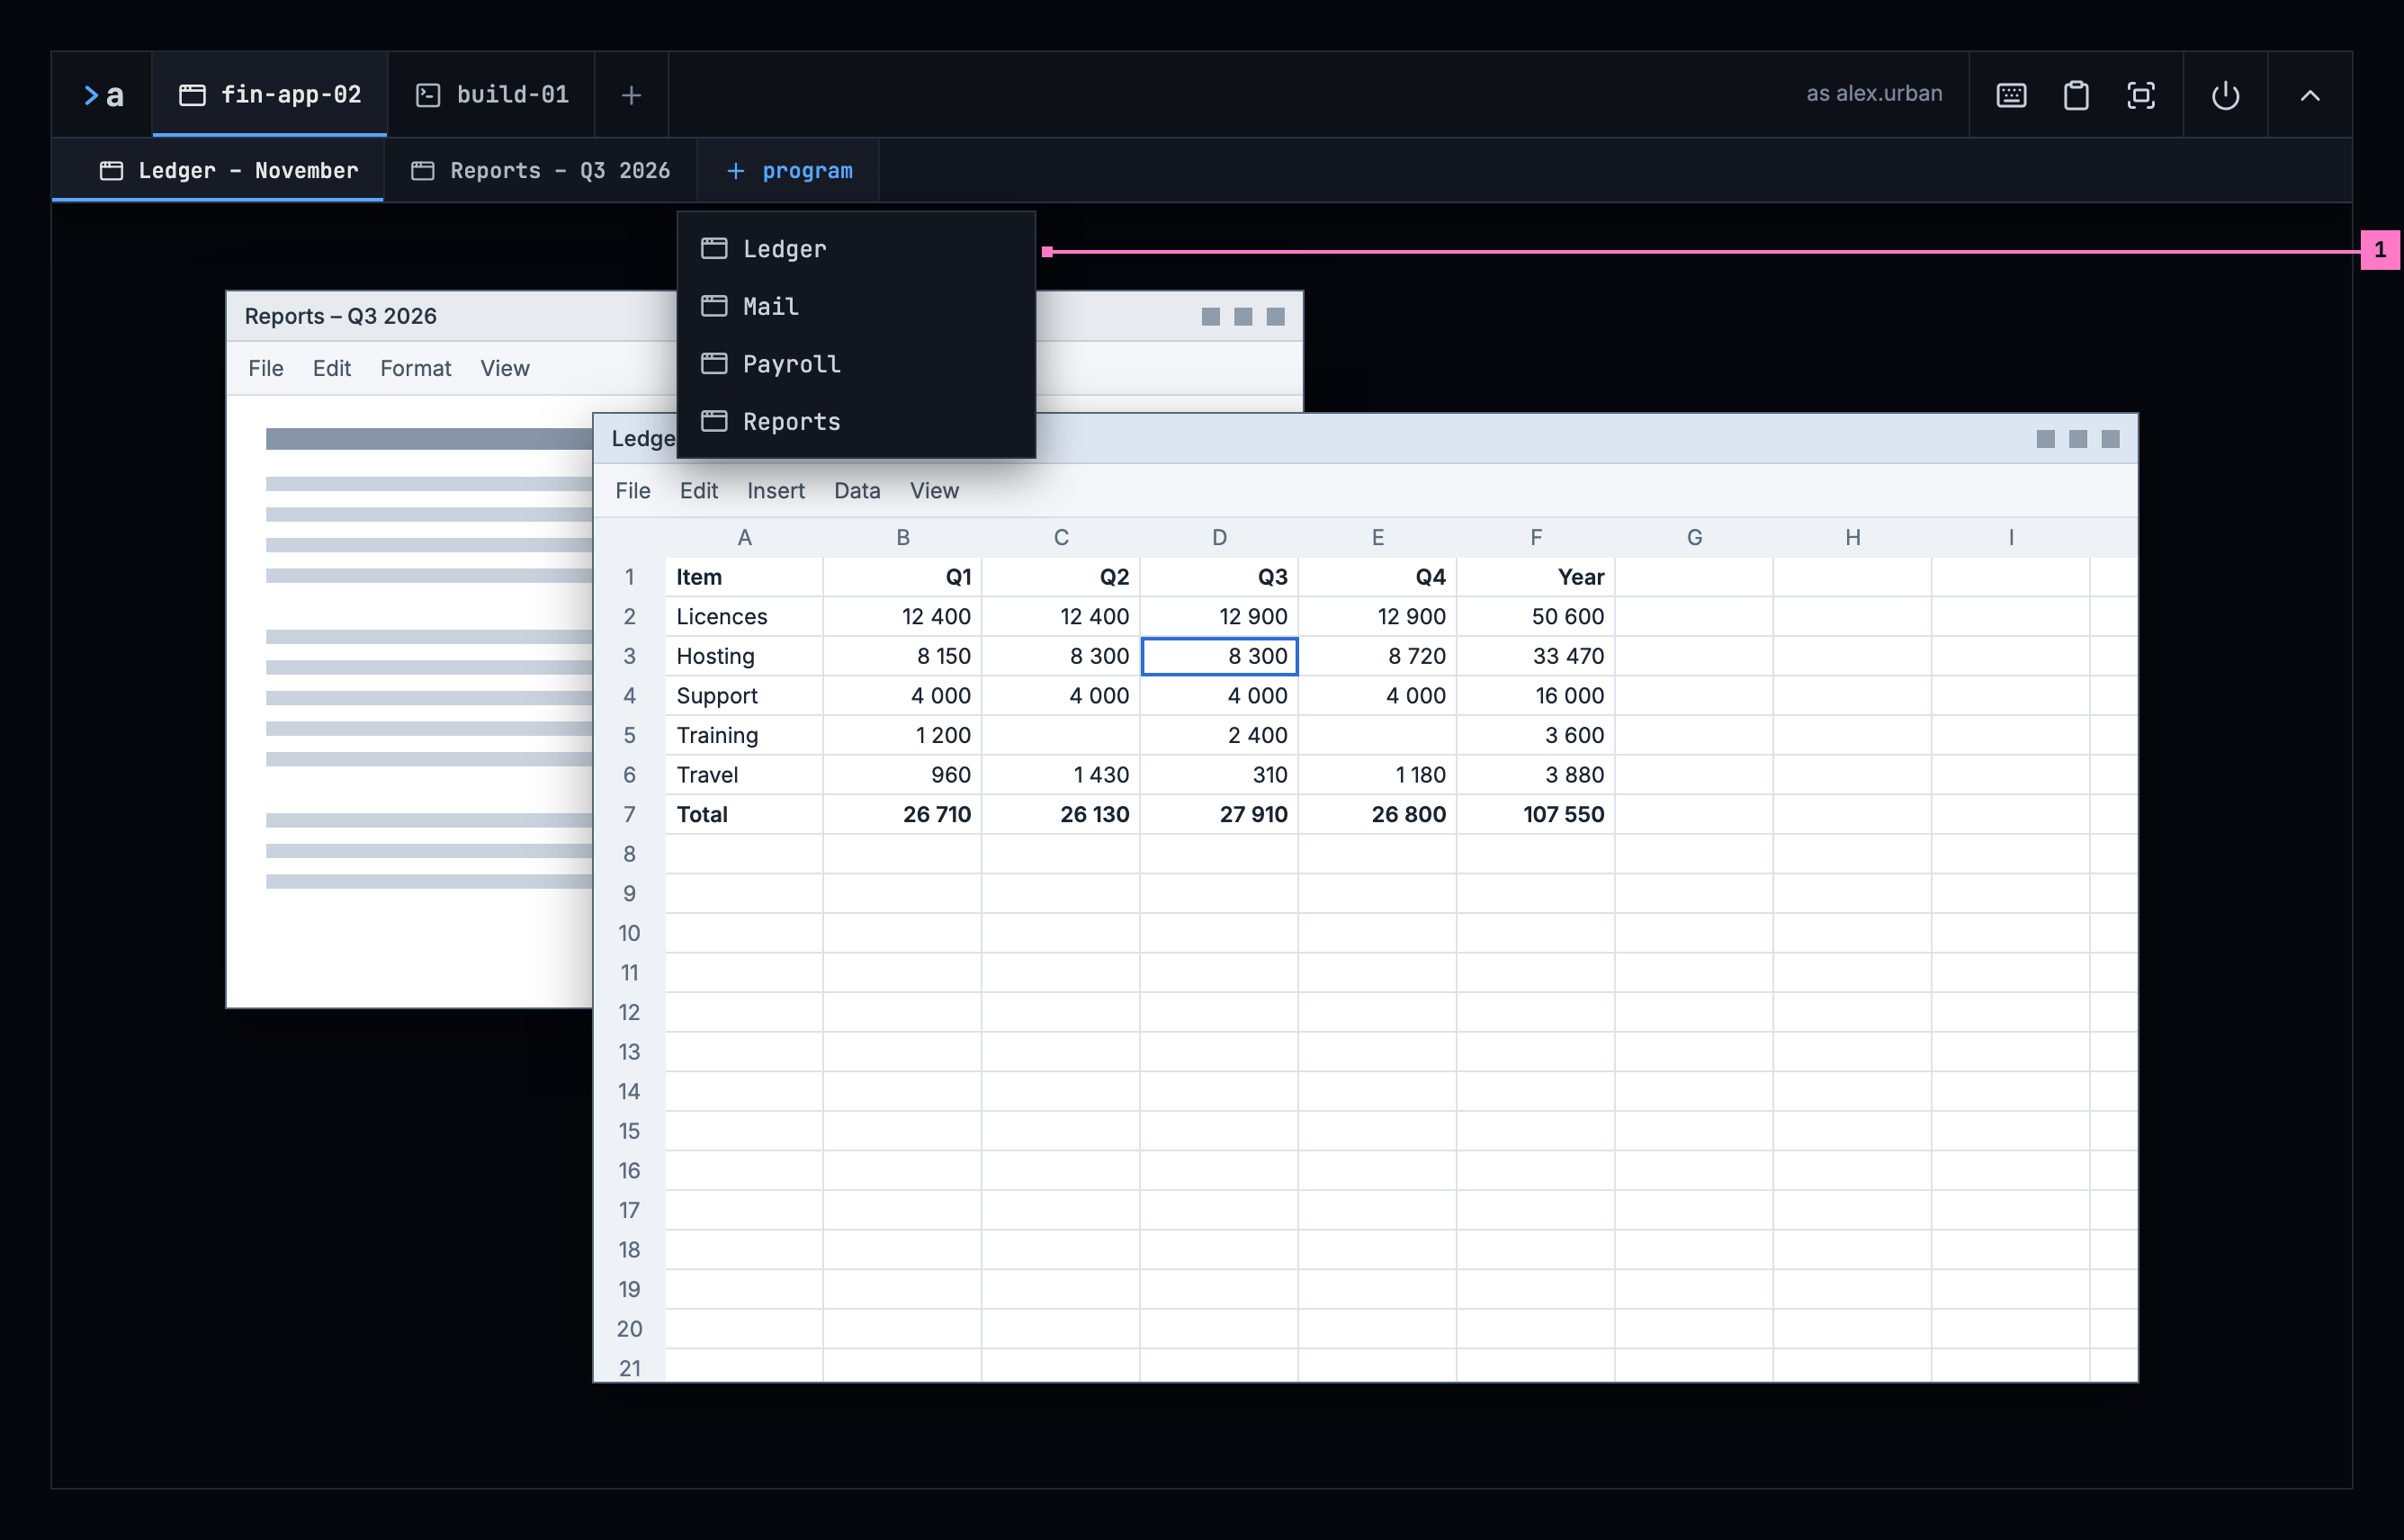 >a fin-app-02 build-01 + as alex.urban
Ledger – November Reports – Q3 2026 + program
Ledger
1
Mail
Payroll
Reports
Reports – Q3 2026
File Edit Format View
Ledge
File Edit Insert Data View
A B C D E F G H I
1 Item Q1 Q2 Q3 Q4 Year
2 Licences 12 400 12 400 12 900 12 900 50 600
3 Hosting 8 150 8 300 8 300 8 720 33 470
4 Support 4 000 4 000 4 000 4 000 16 000
5 Training 1 200 2 400 3 600
6 Travel 960 1 430 310 1 180 3 880
7 Total 26 710 26 130 27 910 26 800 107 550
8
9
10
11
12
13
14
15
16
17
18
19
20
21